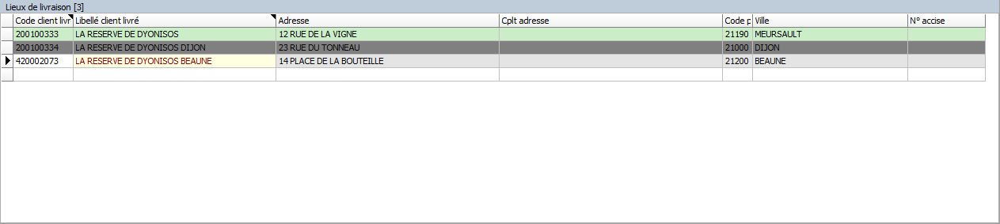 Lieux de livraison [3]
Code client livr Libellé client livré Adresse Cplt adresse Code p Ville N° accise
200100333 LA RESERVE DE DYONISOS 12 RUE DE LA VIGNE 21190 MEURSAULT
200100334 LA RESERVE DE DYONISOS DIJON 23 RUE DU TONNEAU 21000 DIJON
420002073 LA RESERVE DE DYONISOS BEAUNE 14 PLACE DE LA BOUTEILLE 21200 BEAUNE